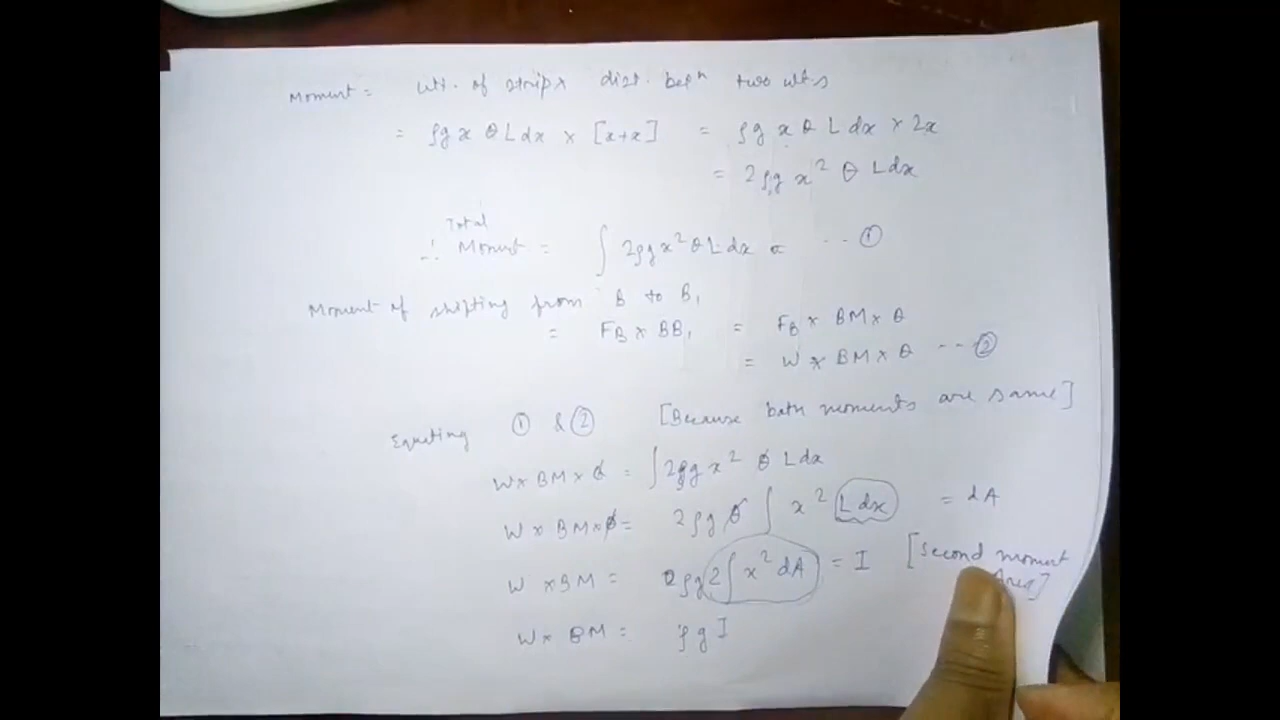 Moment = wt. of strip x dist. betⁿ two wts
= ρg x θ L dx × [x+x] = ρg x θ L dx × 2x
= 2ρg x² θ L dx
∴ Total Moment = ∫ 2ρg x² θ L dx -- ①
Moment of shifting from B to B₁
= F_B × BB₁ = F_B × BM × θ
= W × BM × θ --- ②
Equating ① & ② [Because both moments are same]
W × BM × θ = ∫ 2ρg x² θ L dx
W × BM × θ = 2ρg θ ∫ x² L dx = dA
W × BM = ρg 2∫ x² dA = I [Second moment Area]
W × BM = ρg I